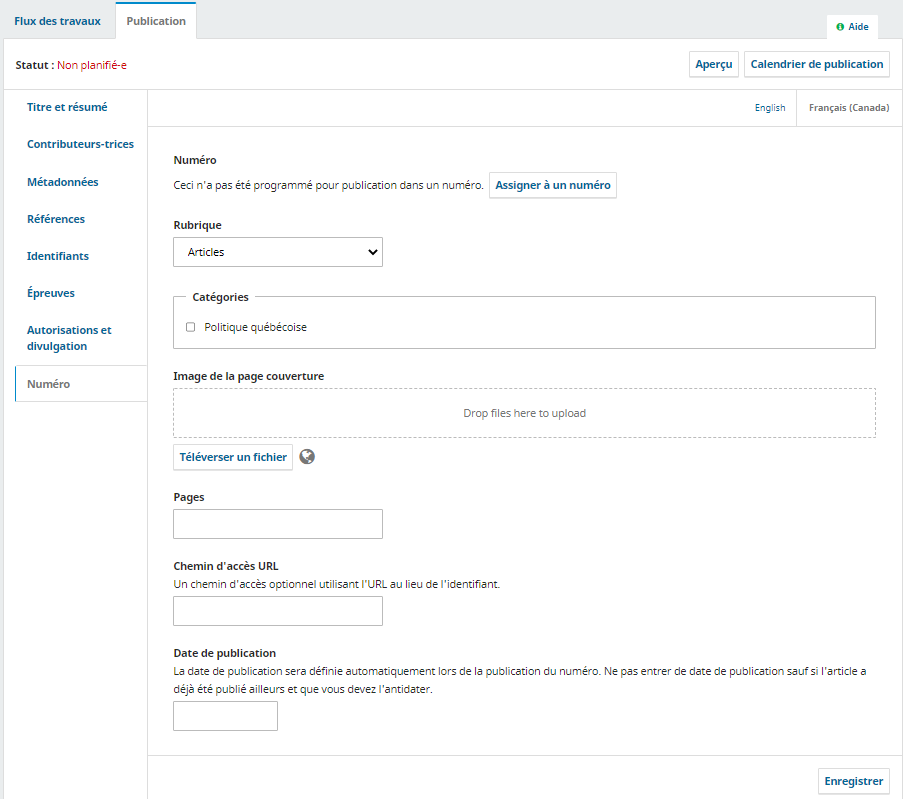 Flux des travaux
Publication
Aide
Statut : Non planifié-e
Aperçu
Calendrier de publication
Titre et résumé
Contributeurs-trices
Métadonnées
Références
Identifiants
Épreuves
Autorisations et
divulgation
Numéro
English
Français (Canada)
Numéro
Ceci n'a pas été programmé pour publication dans un numéro. Assigner à un numéro
Rubrique
Articles
Catégories
Politique québécoise
Image de la page couverture
Drop files here to upload
Téléverser un fichier
Pages
Chemin d'accès URL
Un chemin d'accès optionnel utilisant l'URL au lieu de l'identifiant.
Date de publication
La date de publication sera définie automatiquement lors de la publication du numéro. Ne pas entrer de date de publication sauf si l'article a
déjà été publié ailleurs et que vous devez l'antidater.
Enregistrer